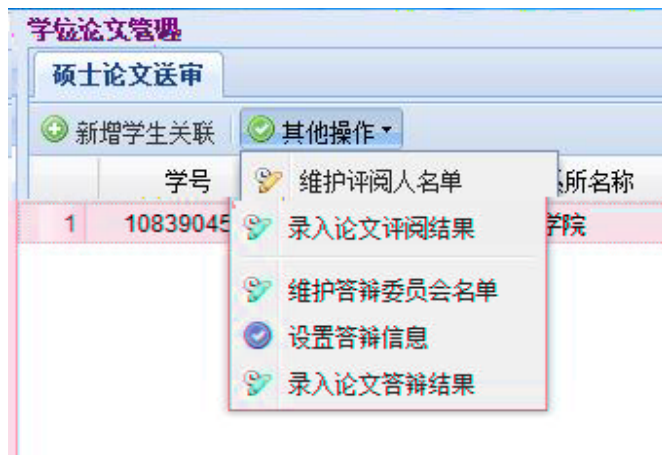 学位论文管理
硕士论文送审
新增学生关联 其他操作
学号 所名称
维护评阅人名单
1 10839045 学院
录入论文评阅结果
维护答辩委员会名单
设置答辩信息
录入论文答辩结果